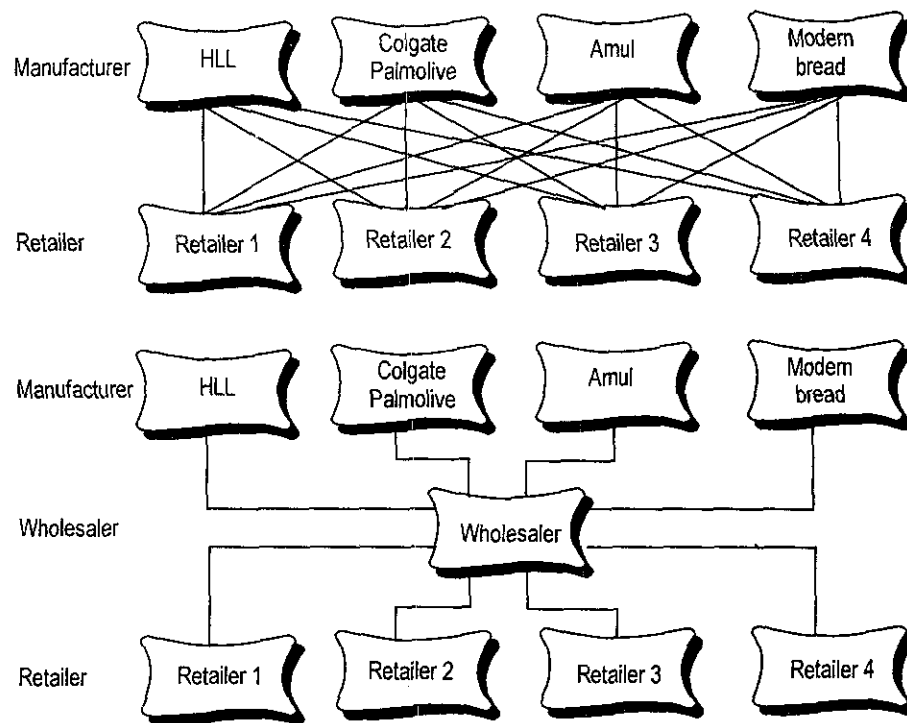 Manufacturer
HLL
Colgate
Palmolive
Amul
Modern
bread
Retailer
Retailer 1
Retailer 2
Retailer 3
Retailer 4
Manufacturer
HLL
Colgate
Palmolive
Amul
Modern
bread
Wholesaler
Wholesaler
Retailer
Retailer 1
Retailer 2
Retailer 3
Retailer 4